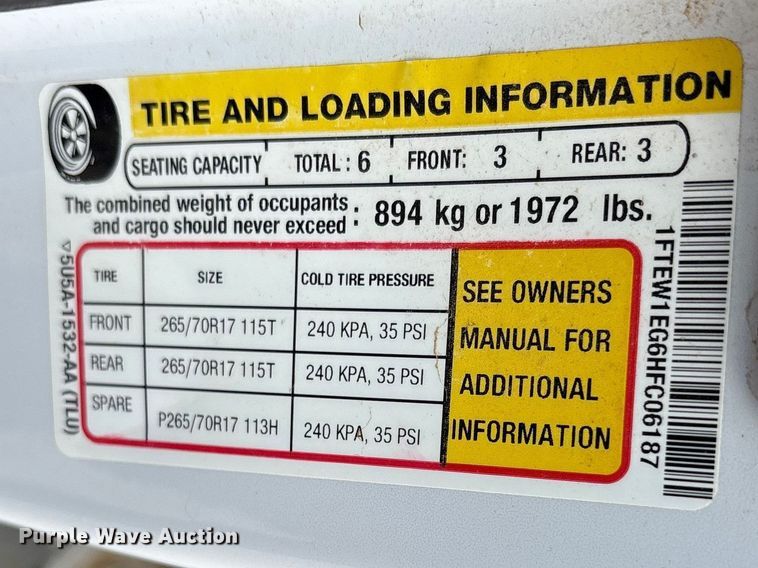 TIRE AND LOADING INFORMATION
SEATING CAPACITY TOTAL: 6 FRONT: 3 REAR: 3
The combined weight of occupants
and cargo should never exceed : 894 kg or 1972 lbs.
TIRE SIZE COLD TIRE PRESSURE
FRONT 265/70R17 115T 240 KPA, 35 PSI
REAR 265/70R17 115T 240 KPA, 35 PSI
SPARE P265/70R17 113H 240 KPA, 35 PSI
SEE OWNERS
MANUAL FOR
ADDITIONAL
INFORMATION
5U5A-1532-AA (TLU)
1FTEW1EG6HFC06187
Purple Wave Auction